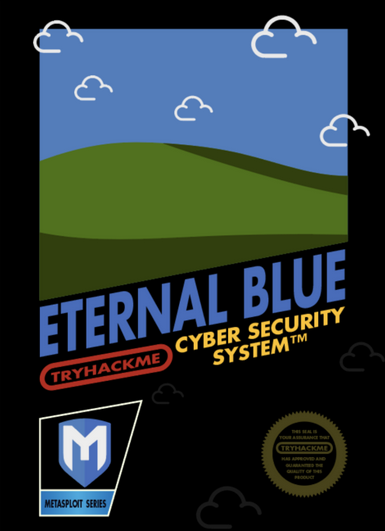 ETERNAL BLUE
CYBER SECURITY
SYSTEM™
TRYHACKME
M
METASPLOIT SERIES
THIS SEAL IS
YOUR ASSURANCE THAT
TRYHACKME
HAS APPROVED AND
GUARANTEED THE
QUALITY OF THIS
PRODUCT